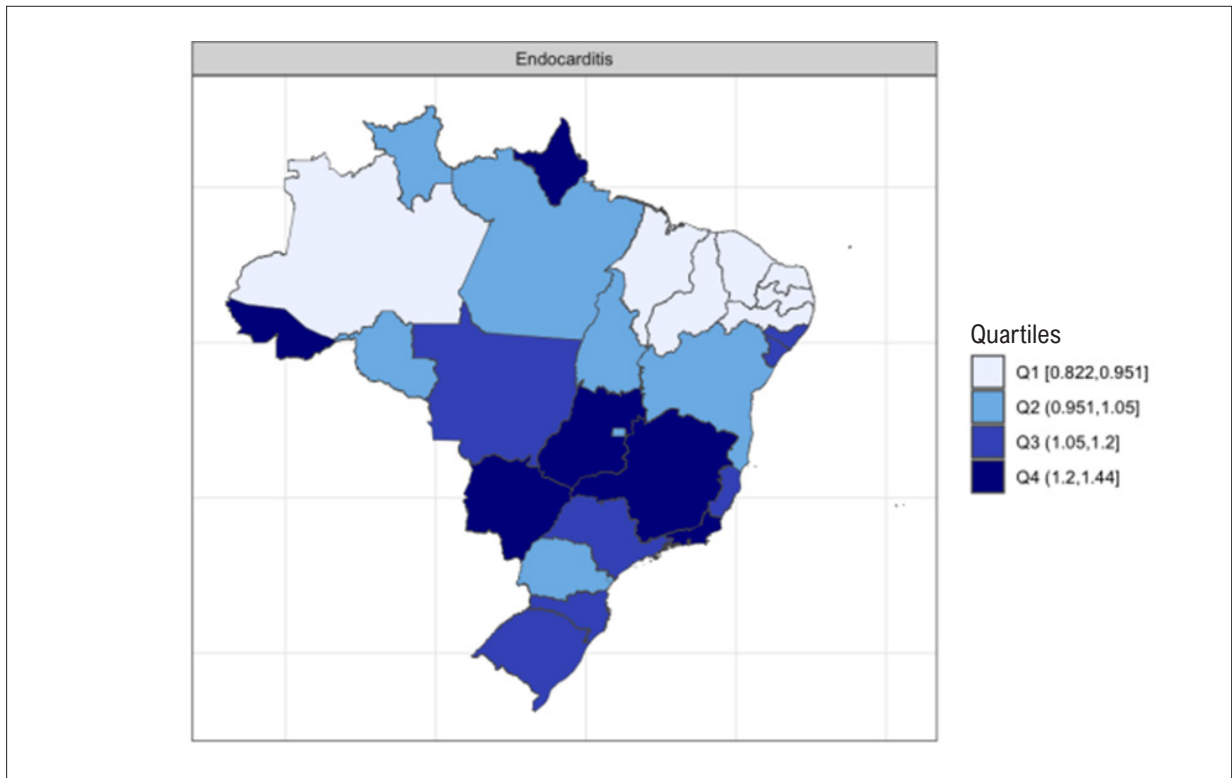 Endocarditis
Quartiles
Q1 [0.822,0.951]
Q2 (0.951,1.05]
Q3 (1.05,1.2]
Q4 (1.2,1.44]